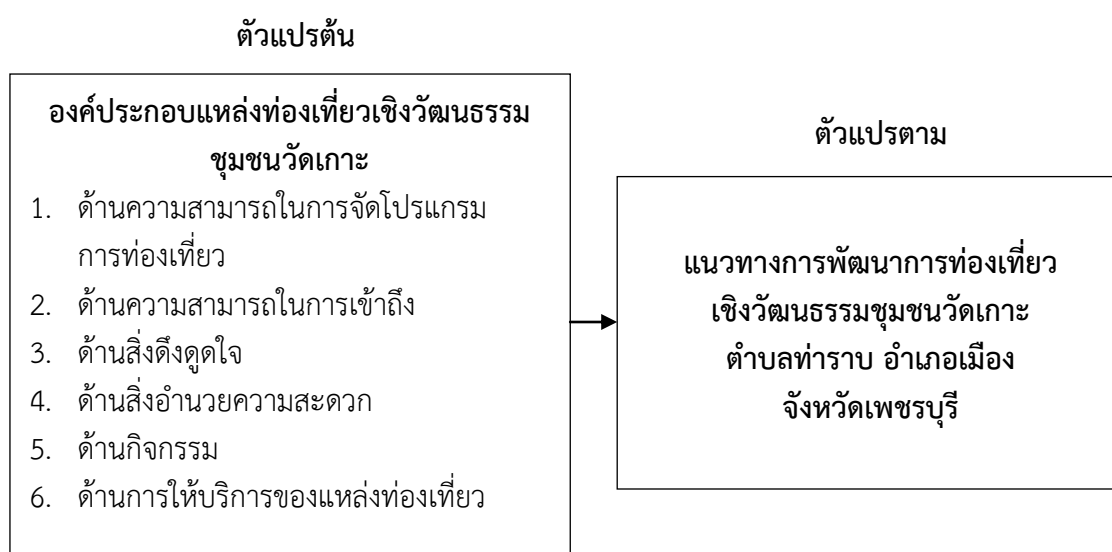 ตัวแปรต้น
องค์ประกอบแหล่งท่องเที่ยวเชิงวัฒนธรรม
ชุมชนวัดเกาะ
1. ด้านความสามารถในการจัดโปรแกรม
การท่องเที่ยว
2. ด้านความสามารถในการเข้าถึง
3. ด้านสิ่งดึงดูดใจ
4. ด้านสิ่งอำนวยความสะดวก
5. ด้านกิจกรรม
6. ด้านการให้บริการของแหล่งท่องเที่ยว
ตัวแปรตาม
แนวทางการพัฒนาการท่องเที่ยว
เชิงวัฒนธรรมชุมชนวัดเกาะ
ตำบลท่าราบ อำเภอเมือง
จังหวัดเพชรบุรี